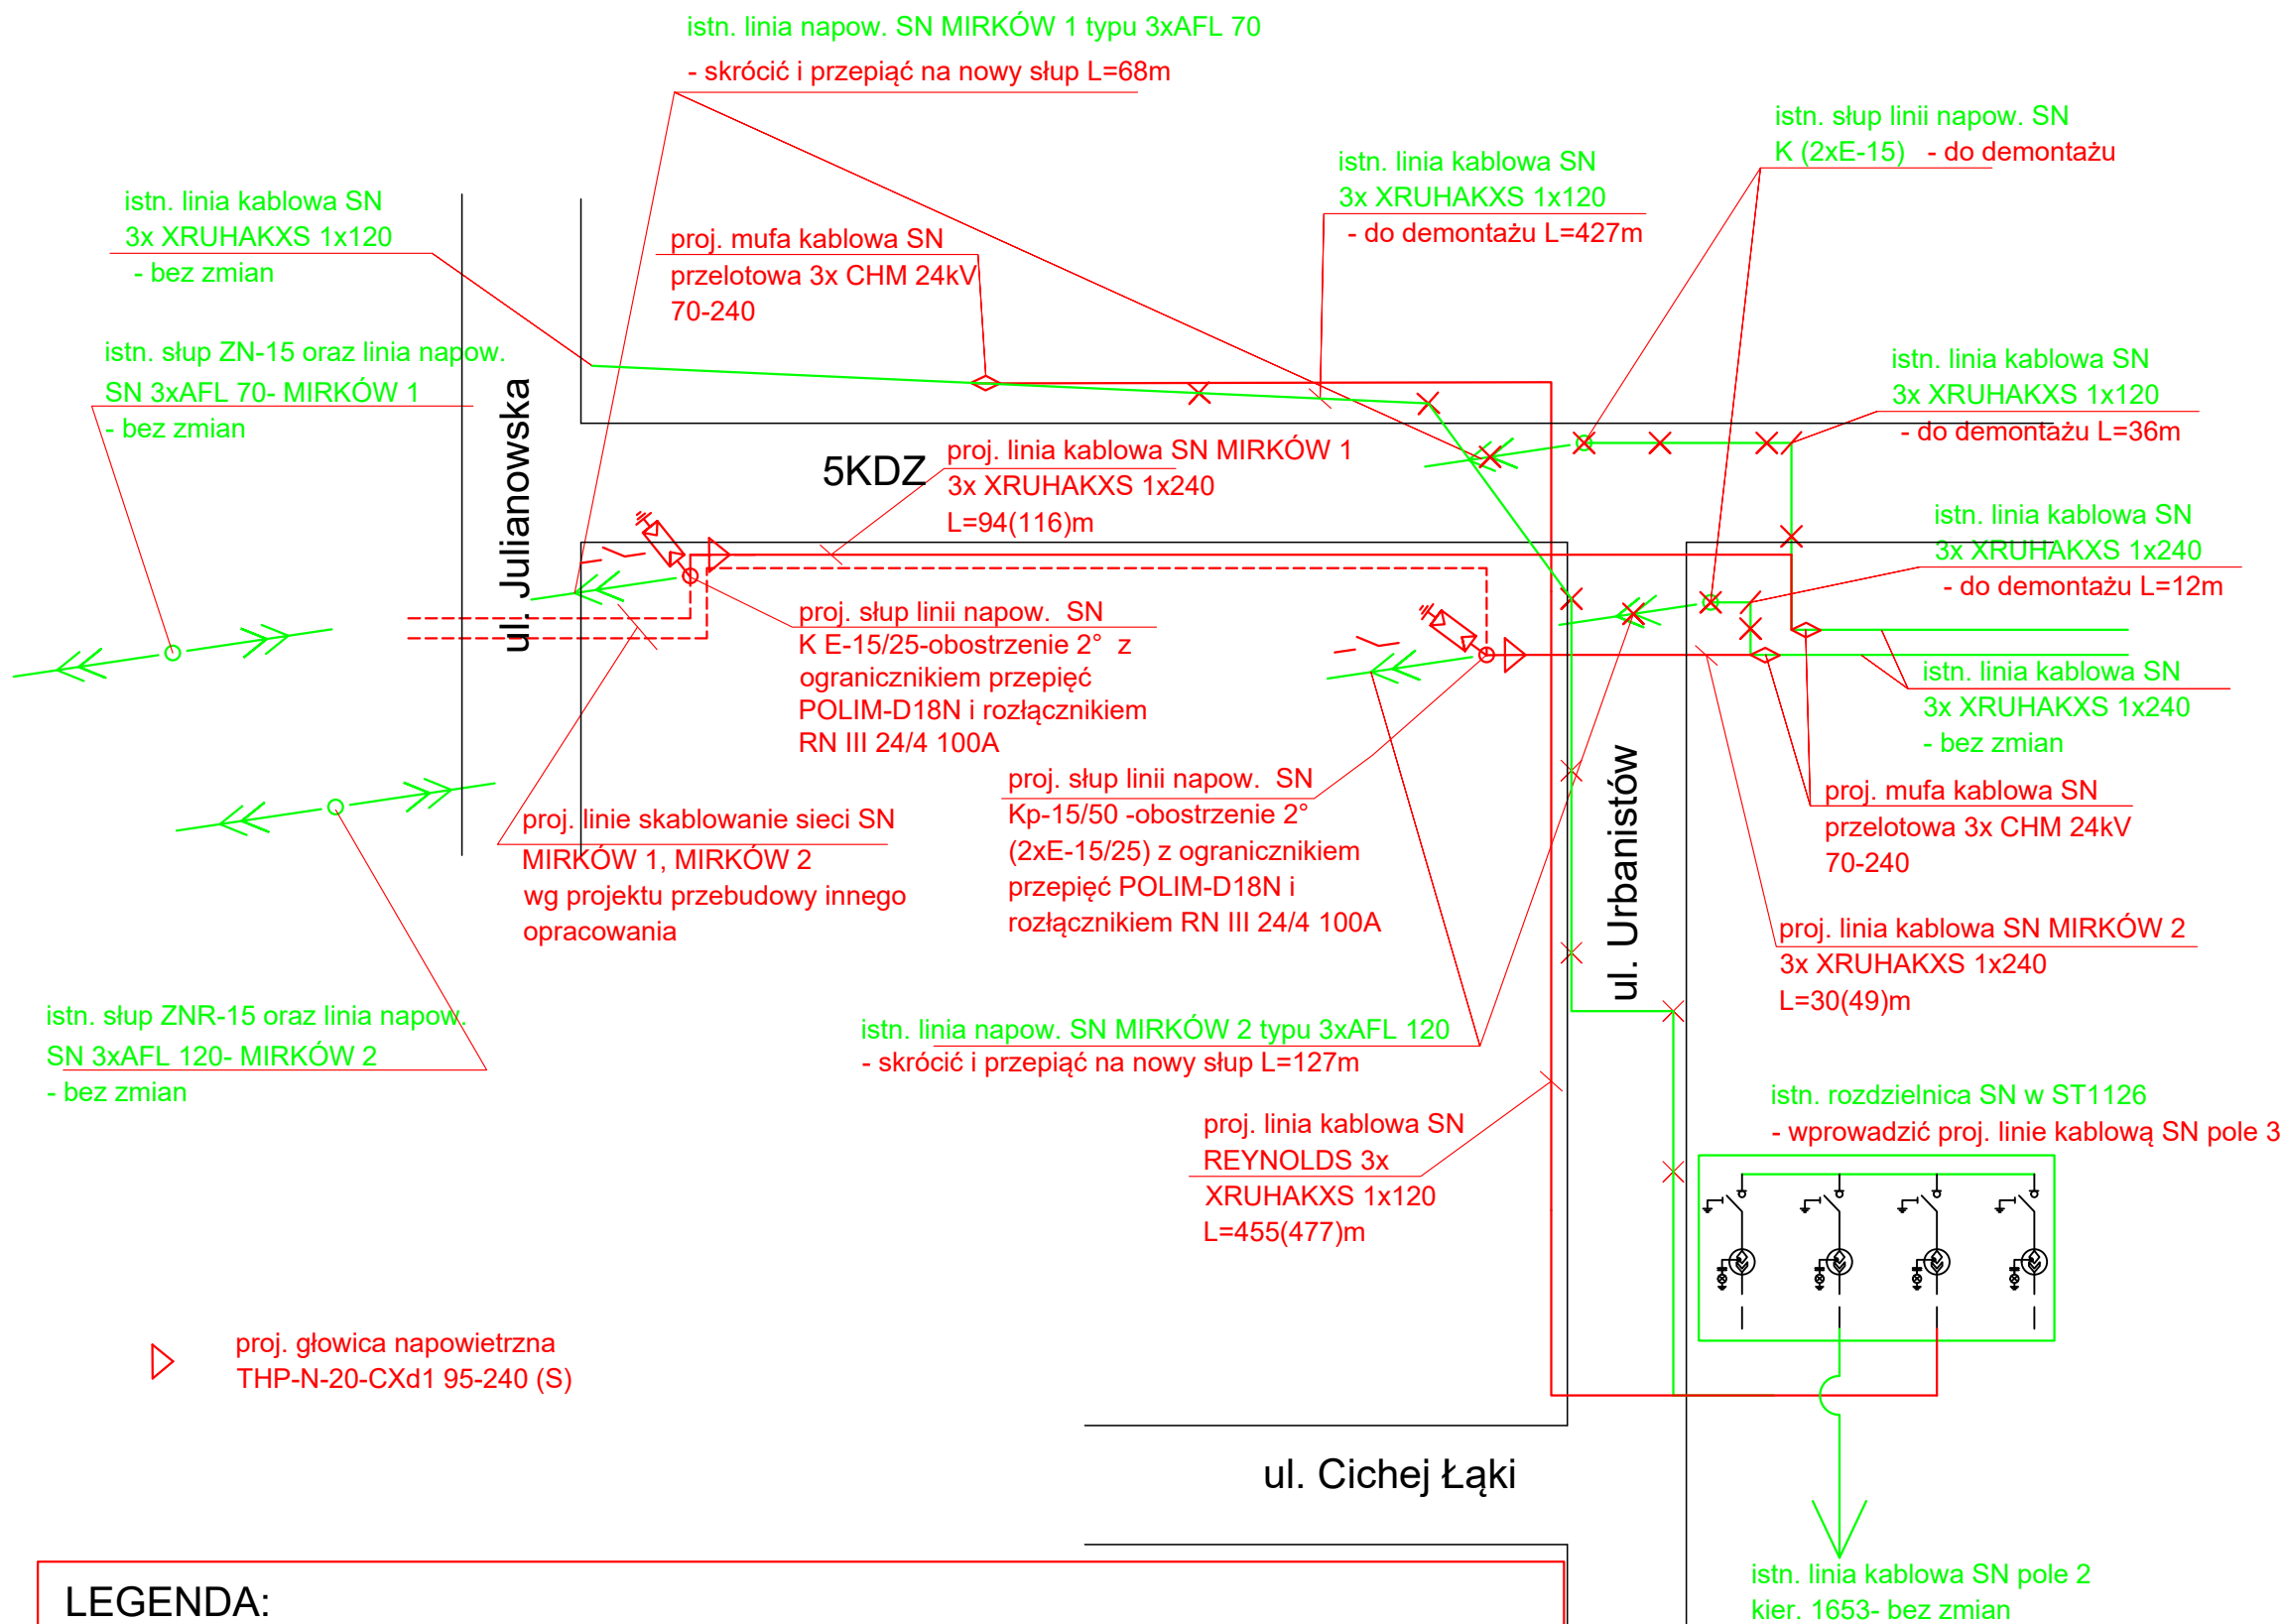 istn. linia napow. SN MIRKÓW 1 typu 3xAFL 70
- skrócić i przepiąć na nowy słup L=68m
istn. słup linii napow. SN
K (2xE-15) - do demontażu
istn. linia kablowa SN
3x XRUHAKXS 1x120
- do demontażu L=427m
istn. linia kablowa SN
3x XRUHAKXS 1x120
- bez zmian
proj. mufa kablowa SN
przelotowa 3x CHM 24kV
70-240
istn. słup ZN-15 oraz linia napow.
SN 3xAFL 70- MIRKÓW 1
- bez zmian
istn. linia kablowa SN
3x XRUHAKXS 1x120
- do demontażu L=36m
ul. Julianowska
5KDZ
proj. linia kablowa SN MIRKÓW 1
3x XRUHAKXS 1x240
L=94(116)m
istn. linia kablowa SN
3x XRUHAKXS 1x240
- do demontażu L=12m
proj. słup linii napow. SN
K E-15/25-obostrzenie 2° z
ogranicznikiem przepięć
POLIM-D18N i rozłącznikiem
RN III 24/4 100A
istn. linia kablowa SN
3x XRUHAKXS 1x240
- bez zmian
proj. słup linii napow. SN
Kp-15/50 -obostrzenie 2°
(2xE-15/25) z ogranicznikiem
przepięć POLIM-D18N i
rozłącznikiem RN III 24/4 100A
ul. Urbanistów
proj. mufa kablowa SN
przelotowa 3x CHM 24kV
70-240
proj. linie skablowanie sieci SN
MIRKÓW 1, MIRKÓW 2
wg projektu przebudowy innego
opracowania
proj. linia kablowa SN MIRKÓW 2
3x XRUHAKXS 1x240
L=30(49)m
istn. słup ZNR-15 oraz linia napow.
SN 3xAFL 120- MIRKÓW 2
- bez zmian
istn. linia napow. SN MIRKÓW 2 typu 3xAFL 120
- skrócić i przepiąć na nowy słup L=127m
proj. linia kablowa SN
REYNOLDS 3x
XRUHAKXS 1x120
L=455(477)m
istn. rozdzielnica SN w ST1126
- wprowadzić proj. linie kablową SN pole 3
proj. głowica napowietrzna
THP-N-20-CXd1 95-240 (S)
ul. Cichej Łąki
istn. linia kablowa SN pole 2
kier. 1653- bez zmian
LEGENDA: